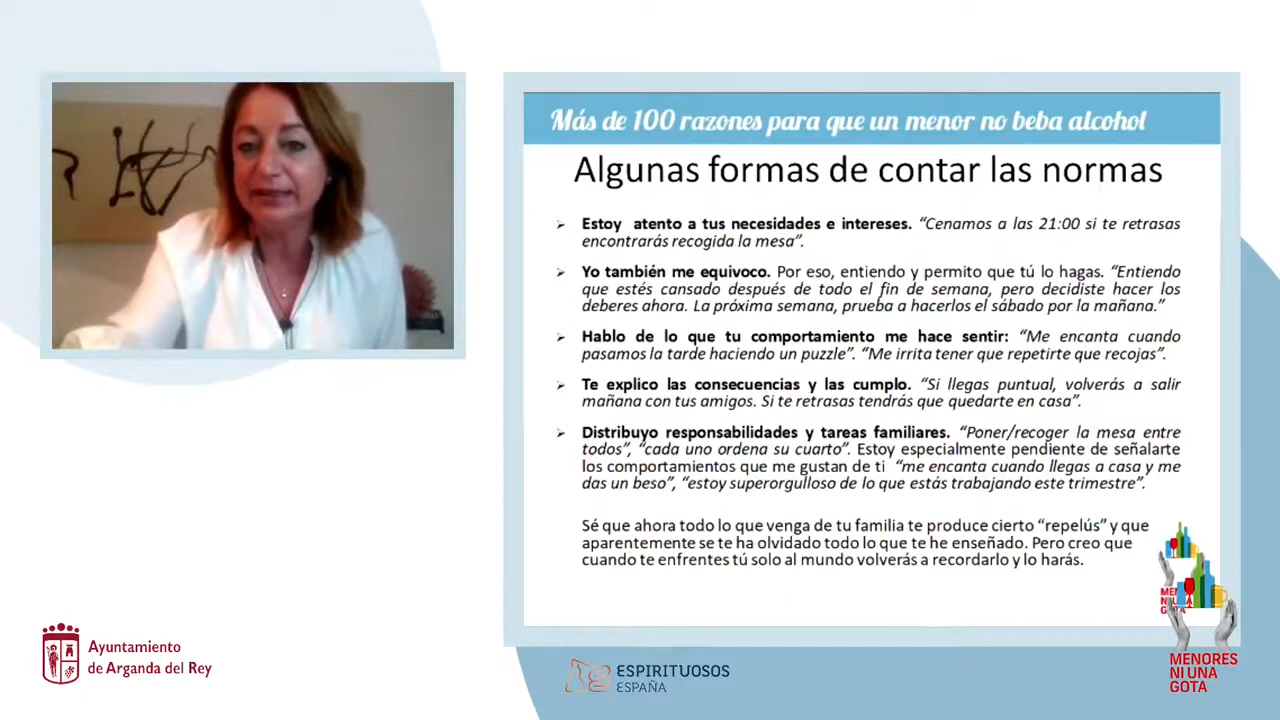 Más de 100 razones para que un menor no beba alcohol
Algunas formas de contar las normas
➢ Estoy atento a tus necesidades e intereses. “Cenamos a las 21:00 si te retrasas
encontrarás recogida la mesa”.
➢ Yo también me equivoco. Por eso, entiendo y permito que tú lo hagas. “Entiendo
que estés cansado después de todo el fin de semana, pero decidiste hacer los
deberes ahora. La próxima semana, prueba a hacerlos el sábado por la mañana.”
➢ Hablo de lo que tu comportamiento me hace sentir: “Me encanta cuando
pasamos la tarde haciendo un puzzle”. “Me irrita tener que repetirte que recojas”.
➢ Te explico las consecuencias y las cumplo. “Si llegas puntual, volverás a salir
mañana con tus amigos. Si te retrasas tendrás que quedarte en casa”.
➢ Distribuyo responsabilidades y tareas familiares. “Poner/recoger la mesa entre
todos”, “cada uno ordena su cuarto”. Estoy especialmente pendiente de señalarte
los comportamientos que me gustan de ti “me encanta cuando llegas a casa y me
das un beso”, “estoy superorgulloso de lo que estás trabajando este trimestre”.
Sé que ahora todo lo que venga de tu familia te produce cierto “repelús” y que
aparentemente se te ha olvidado todo lo que te he enseñado. Pero creo que
cuando te enfrentes tú solo al mundo volverás a recordarlo y lo harás.
Ayuntamiento
de Arganda del Rey
ESPIRITUOSOS
ESPAÑA
MENORES
NI UNA
GOTA